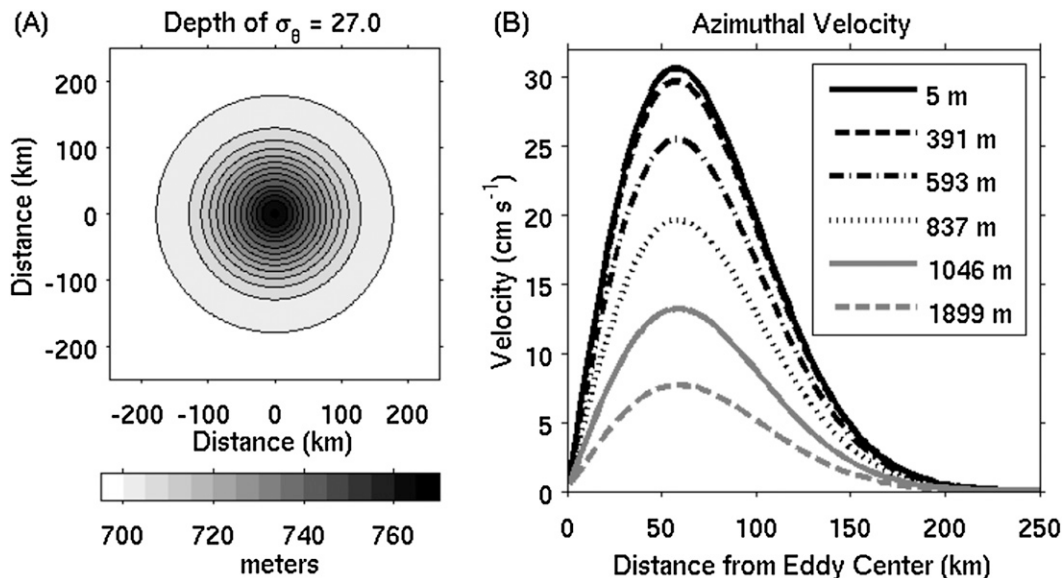 (A) Depth of σθ = 27.0
200
100
0
-100
-200
Distance (km)
-200 -100 0 100 200
Distance (km)
700 720 740 760
meters
(B) Azimuthal Velocity
30
25
20
15
10
5
0
Velocity (cm s-1)
5 m
391 m
593 m
837 m
1046 m
1899 m
0 50 100 150 200 250
Distance from Eddy Center (km)